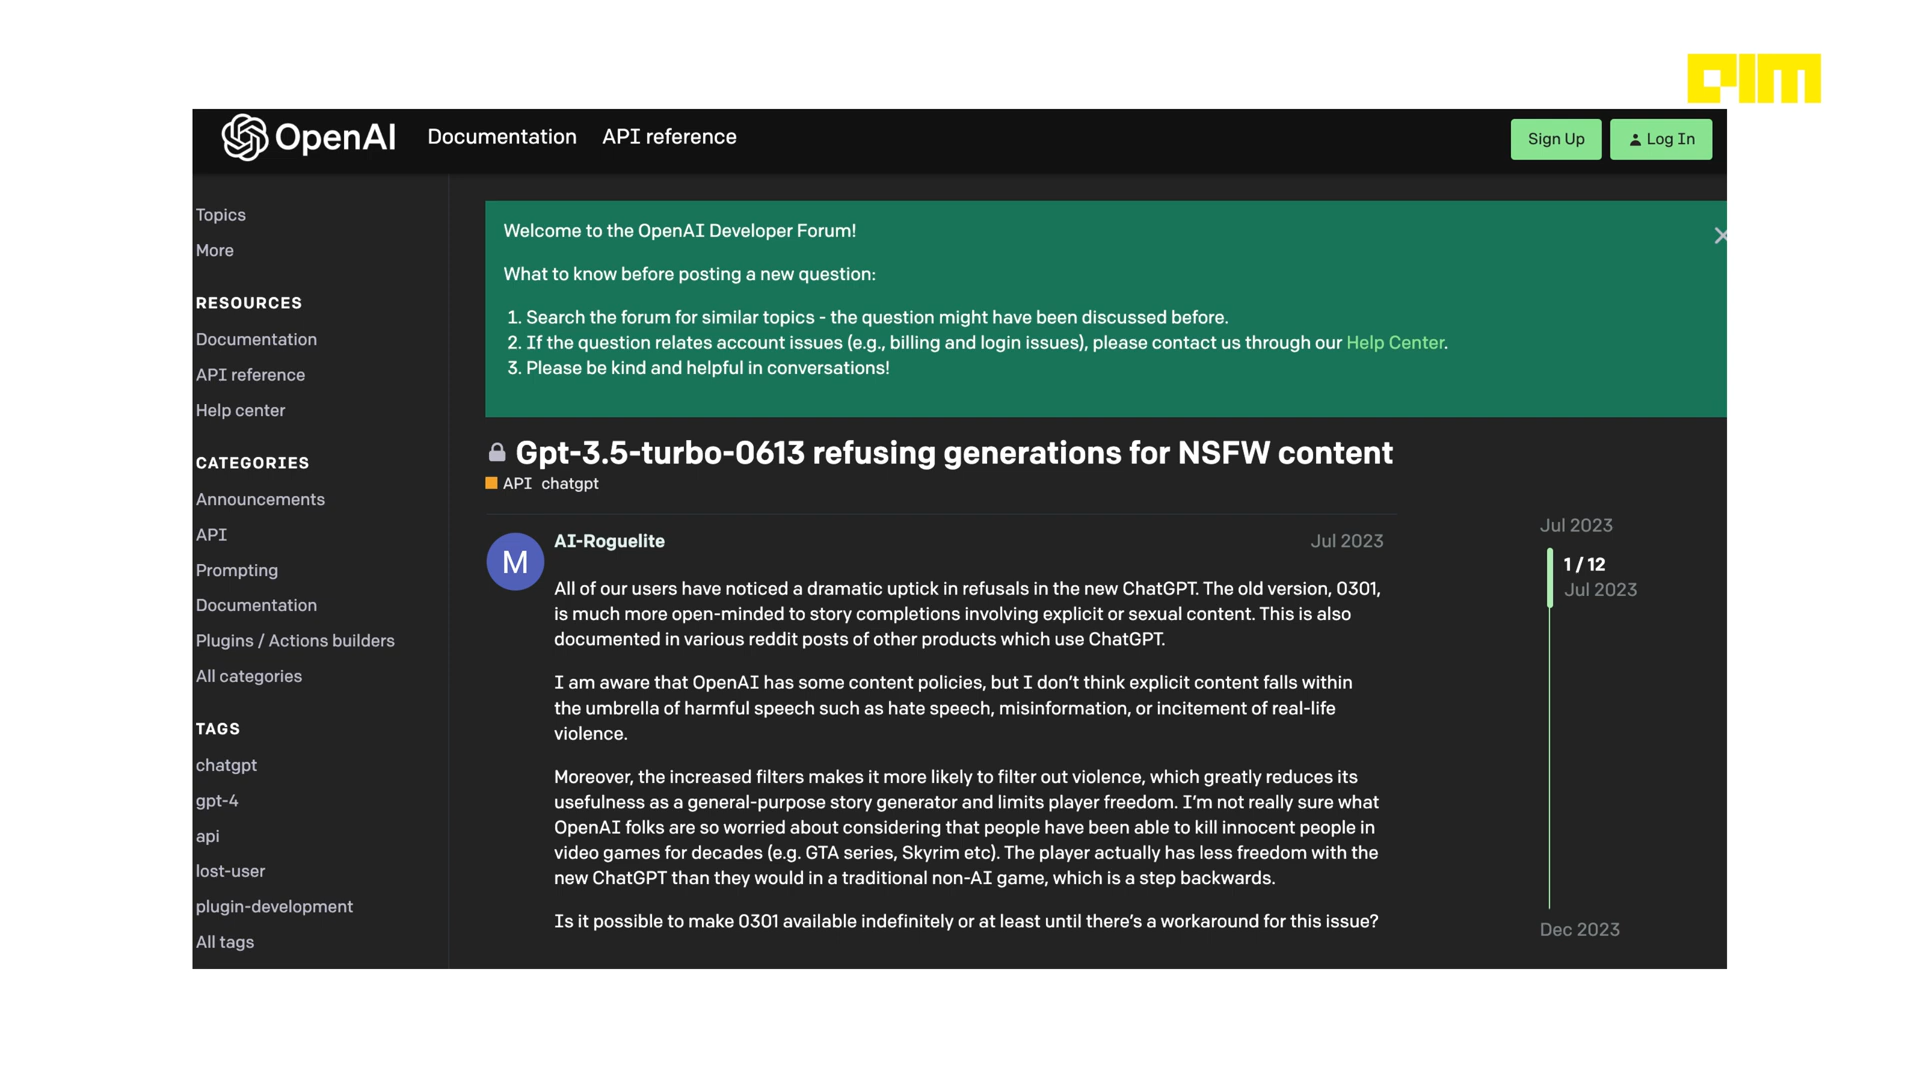 aim
OpenAI
Documentation
API reference
Sign Up
Log In
Topics
More
RESOURCES
Documentation
API reference
Help center
CATEGORIES
Announcements
API
Prompting
Documentation
Plugins / Actions builders
All categories
TAGS
chatgpt
gpt-4
api
lost-user
plugin-development
All tags
Welcome to the OpenAI Developer Forum!
What to know before posting a new question:
1. Search the forum for similar topics - the question might have been discussed before.
2. If the question relates account issues (e.g., billing and login issues), please contact us through our Help Center.
3. Please be kind and helpful in conversations!
Gpt-3.5-turbo-0613 refusing generations for NSFW content
API chatgpt
M
AI-Roguelite
Jul 2023
All of our users have noticed a dramatic uptick in refusals in the new ChatGPT. The old version, 0301,
is much more open-minded to story completions involving explicit or sexual content. This is also
documented in various reddit posts of other products which use ChatGPT.
I am aware that OpenAI has some content policies, but I don’t think explicit content falls within
the umbrella of harmful speech such as hate speech, misinformation, or incitement of real-life
violence.
Moreover, the increased filters makes it more likely to filter out violence, which greatly reduces its
usefulness as a general-purpose story generator and limits player freedom. I’m not really sure what
OpenAI folks are so worried about considering that people have been able to kill innocent people in
video games for decades (e.g. GTA series, Skyrim etc). The player actually has less freedom with the
new ChatGPT than they would in a traditional non-AI game, which is a step backwards.
Is it possible to make 0301 available indefinitely or at least until there’s a workaround for this issue?
Jul 2023
1 / 12
Jul 2023
Dec 2023